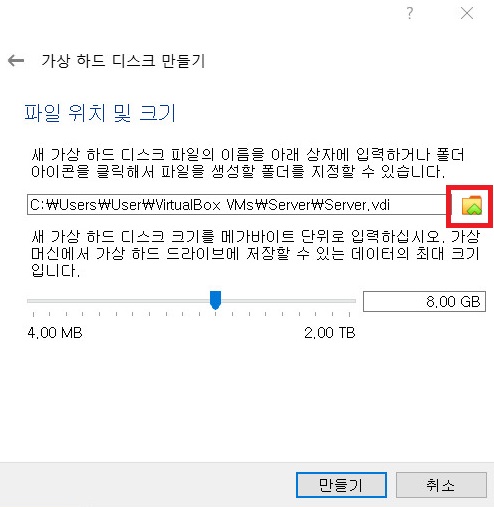 ?
가상 하드 디스크 만들기
파일 위치 및 크기
새 가상 하드 디스크 파일의 이름을 아래 상자에 입력하거나 폴더
아이콘을 클릭해서 파일을 생성할 폴더를 지정할 수 있습니다.
C:₩Users₩User₩VirtualBox VMs₩Server₩Server.vdi
새 가상 하드 디스크 크기를 메가바이트 단위로 입력하십시오. 가상
머신에서 가상 하드 드라이브에 저장할 수 있는 데이터의 최대 크기
입니다.
8.00 GB
4.00 MB 2.00 TB
만들기 취소